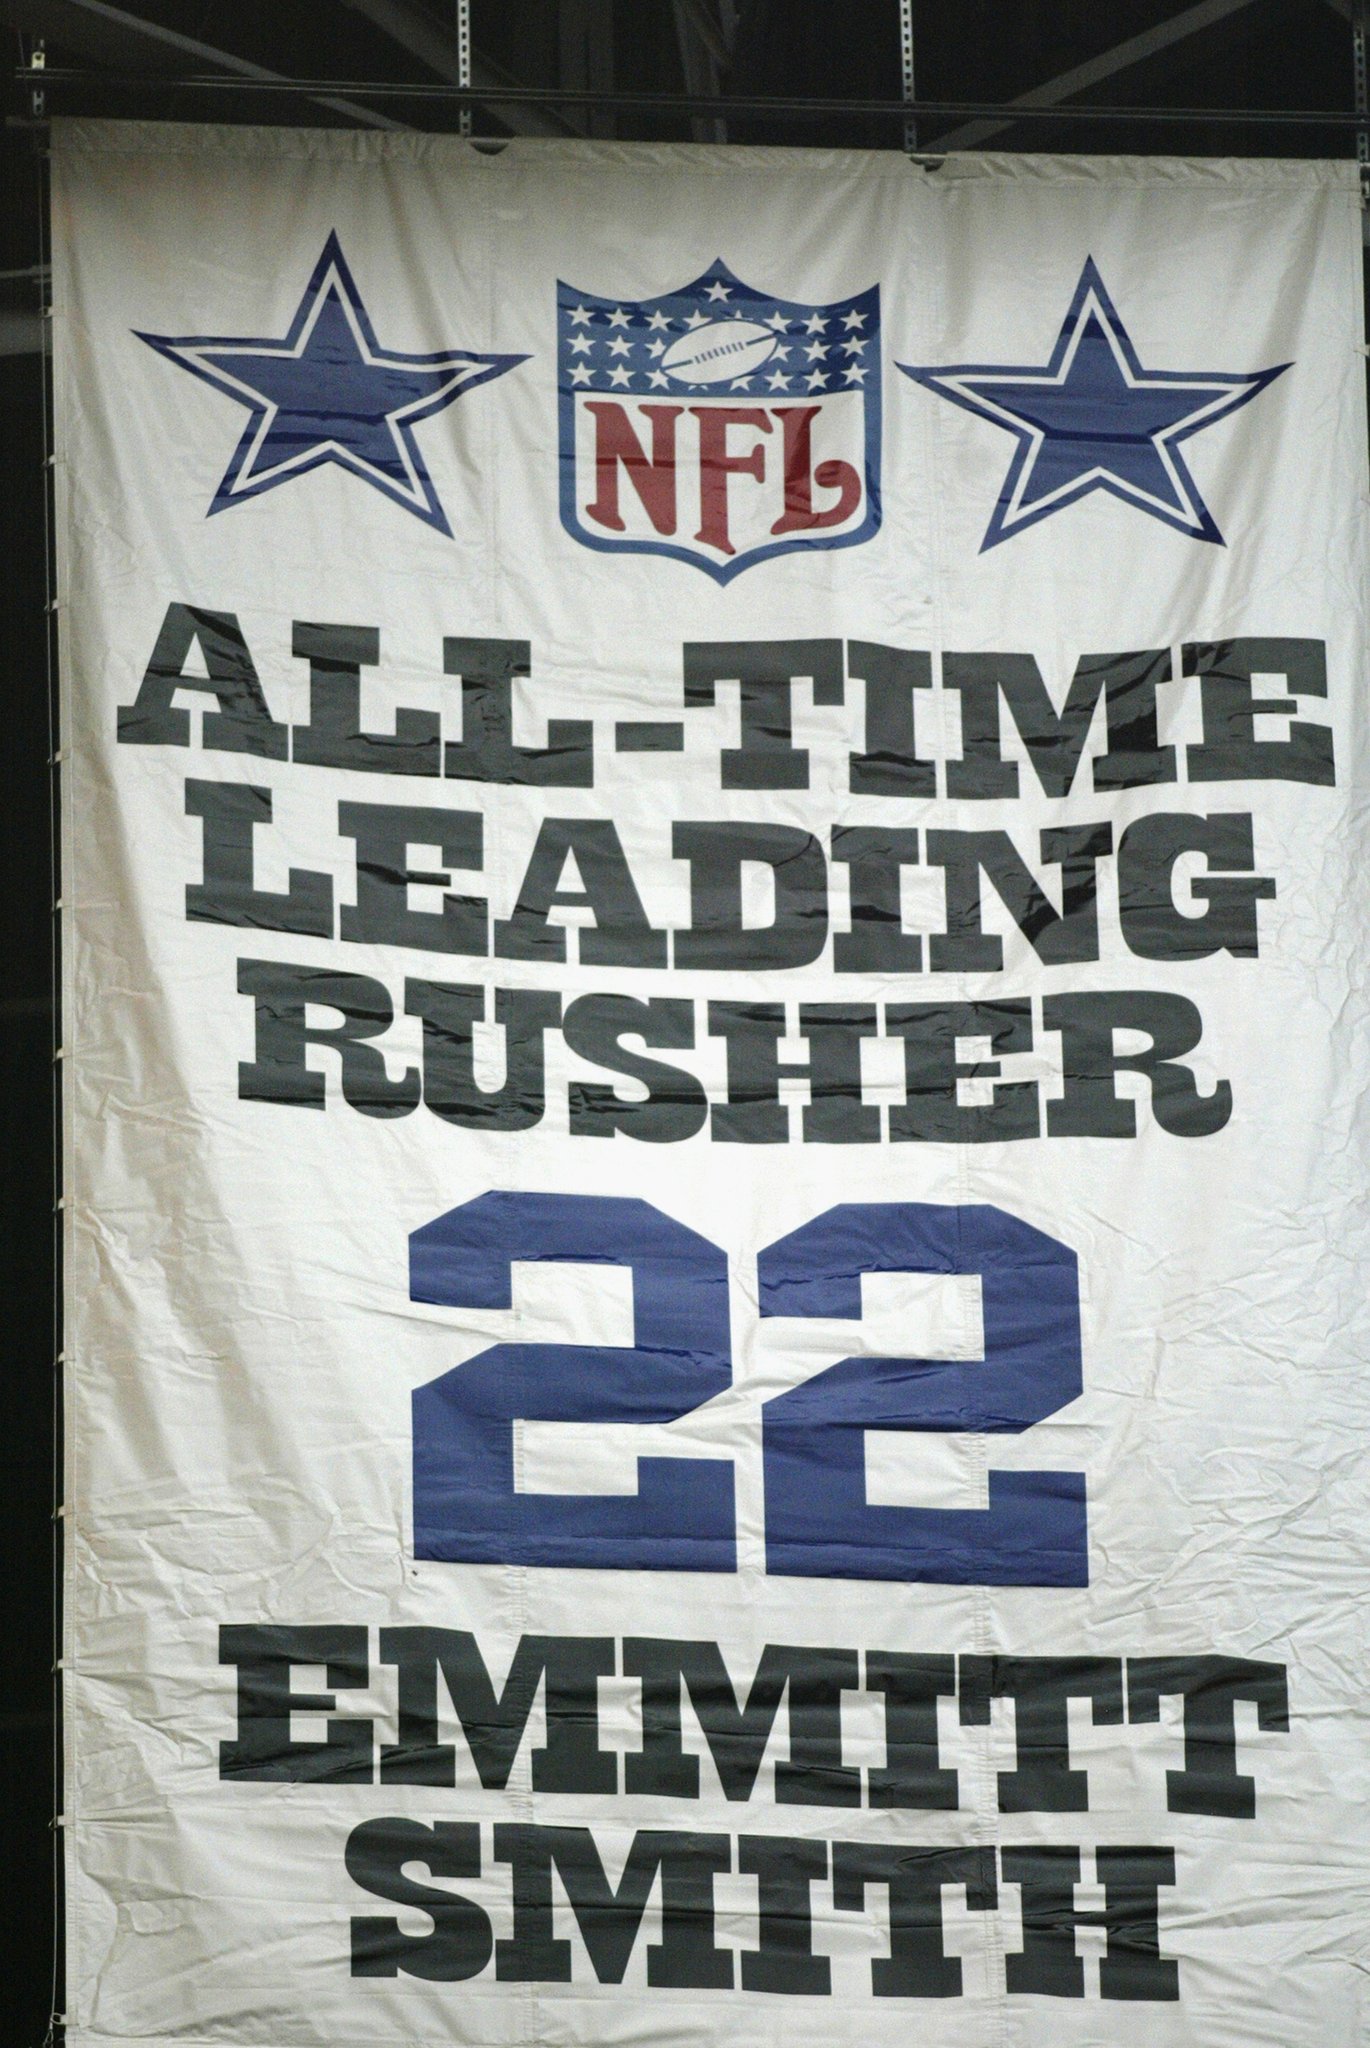 NFL
ALL-TIME
LEADING
RUSHER
22
EMMITT
SMITH